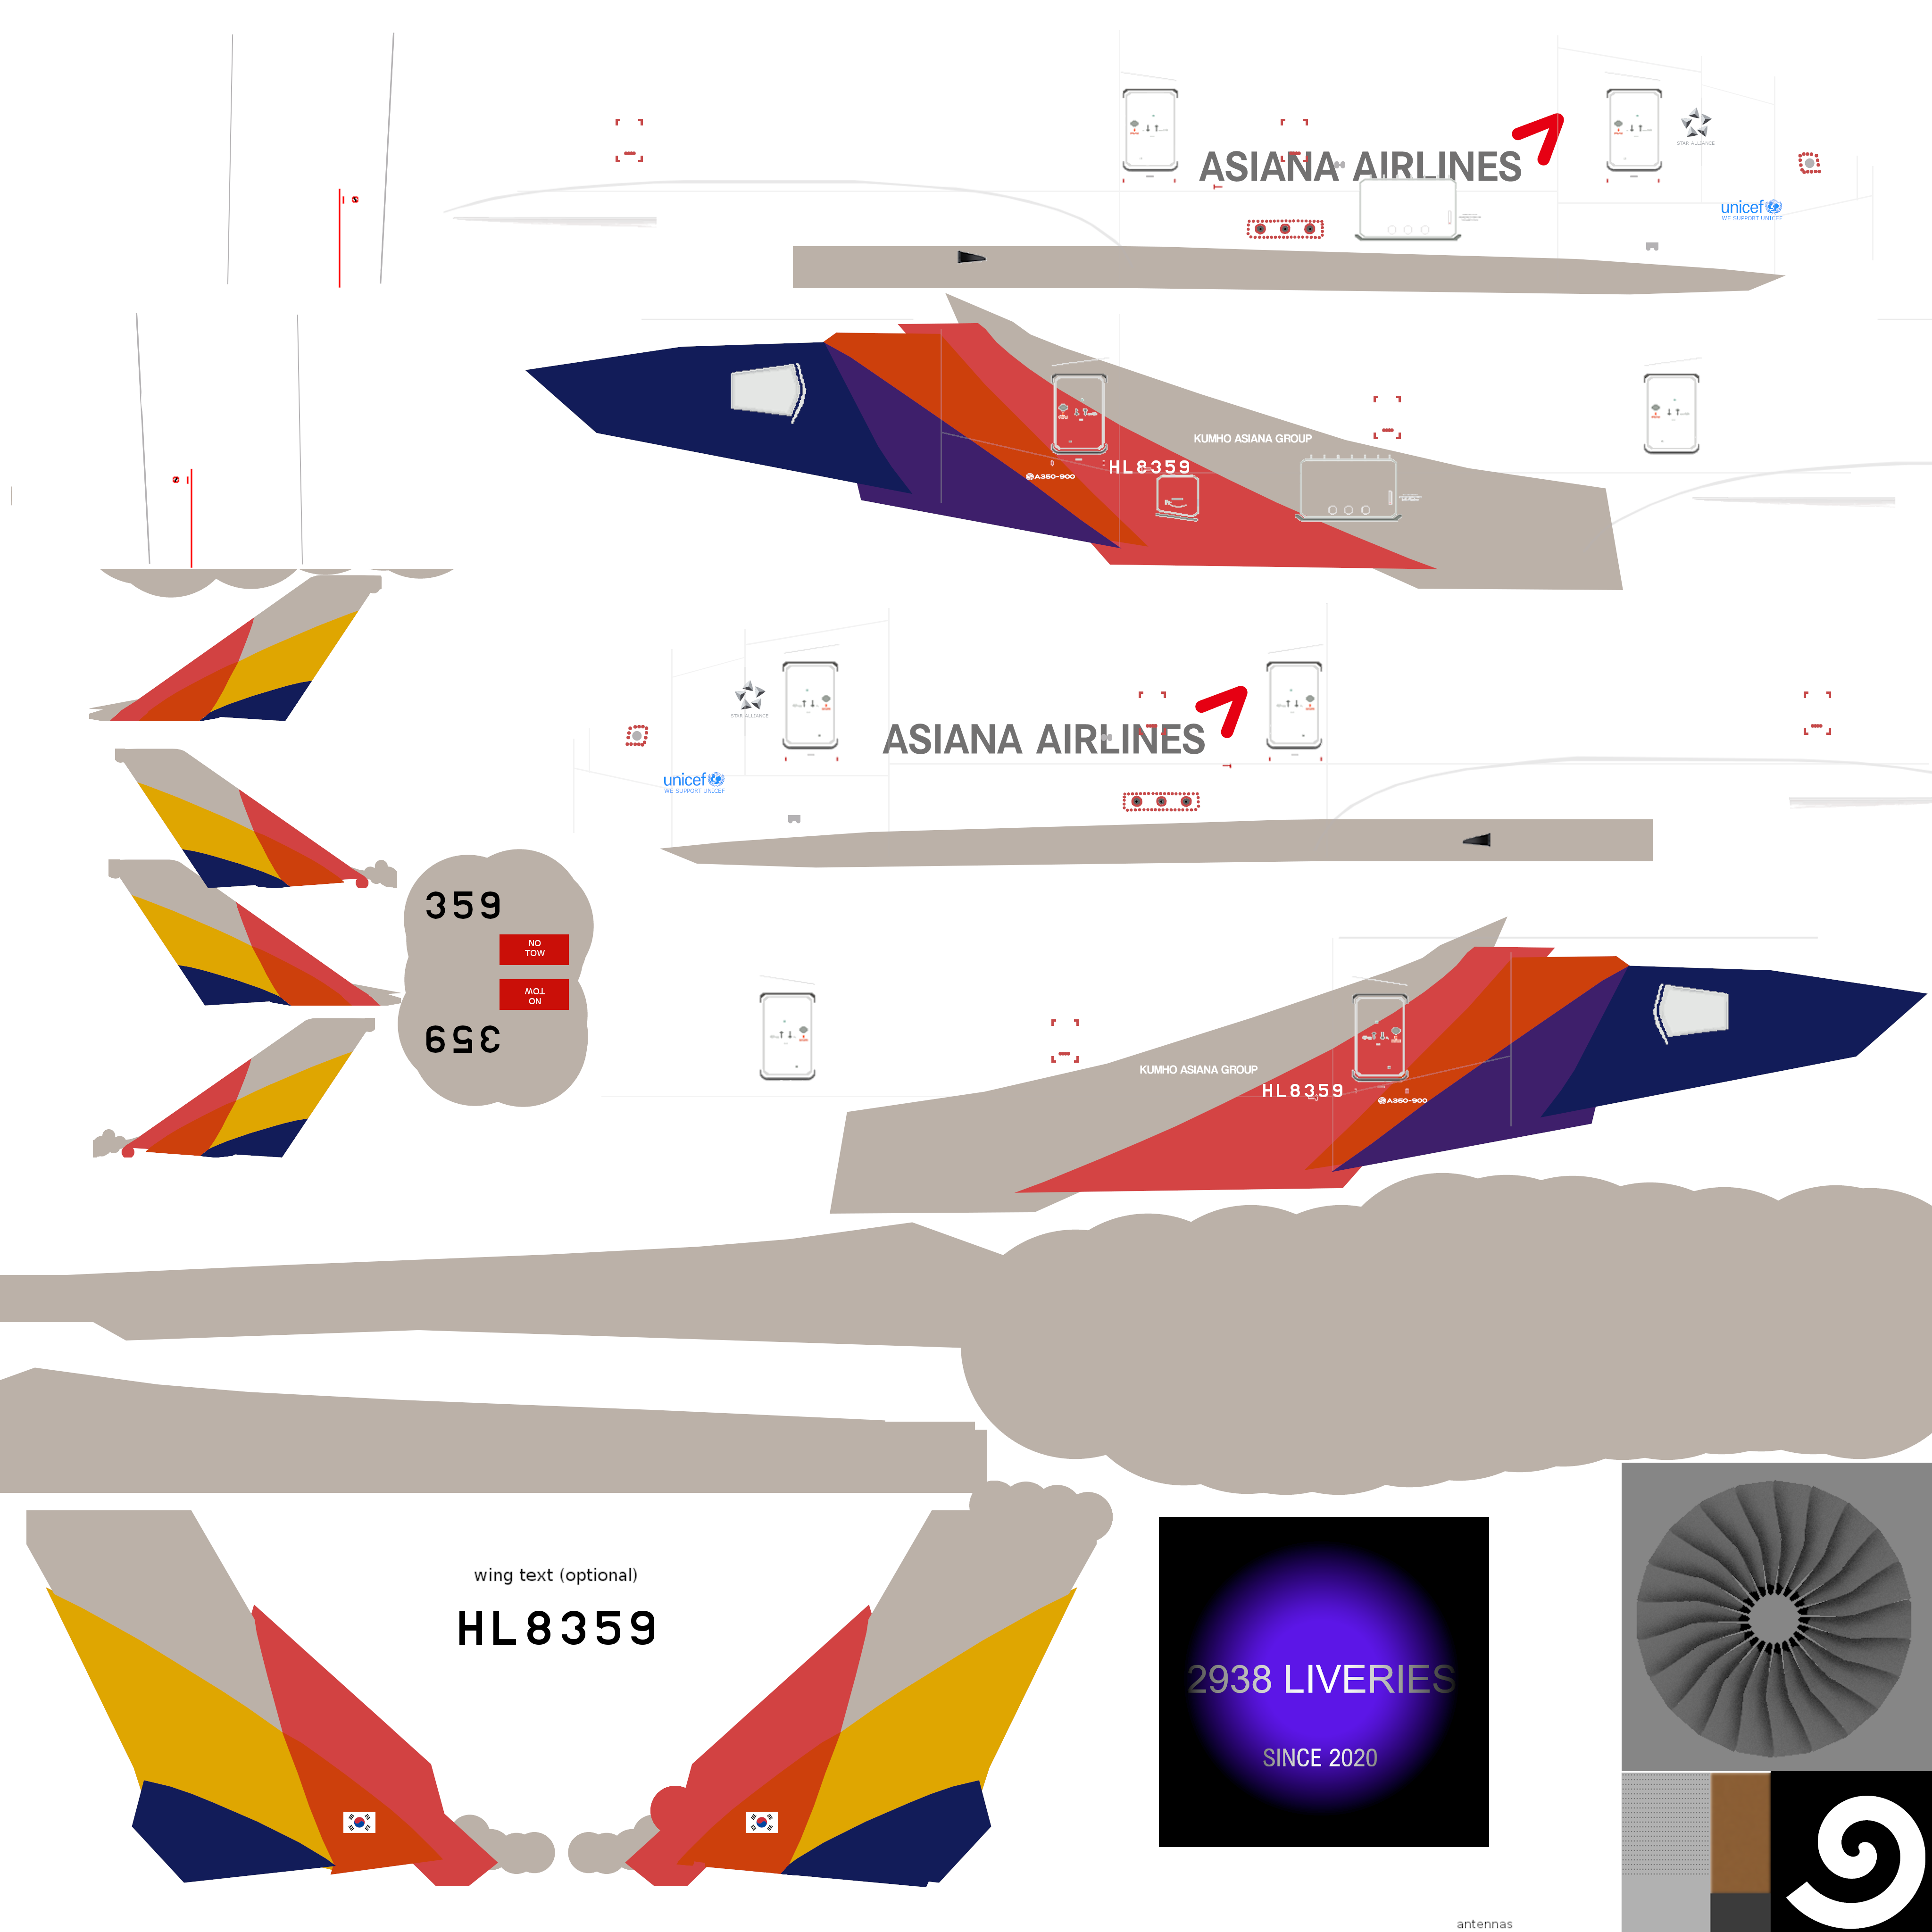 ASIANA AIRLINES
STAR ALLIANCE
unicef
WE SUPPORT UNICEF
KUMHO ASIANA GROUP
HL8359
A350-900
STAR ALLIANCE
ASIANA AIRLINES
unicef
WE SUPPORT UNICEF
359
NO
TOW
NO
TOW
359
KUMHO ASIANA GROUP
HL8359
A350-900
wing text (optional)
HL8359
2938 LIVERIES
SINCE 2020
antennas